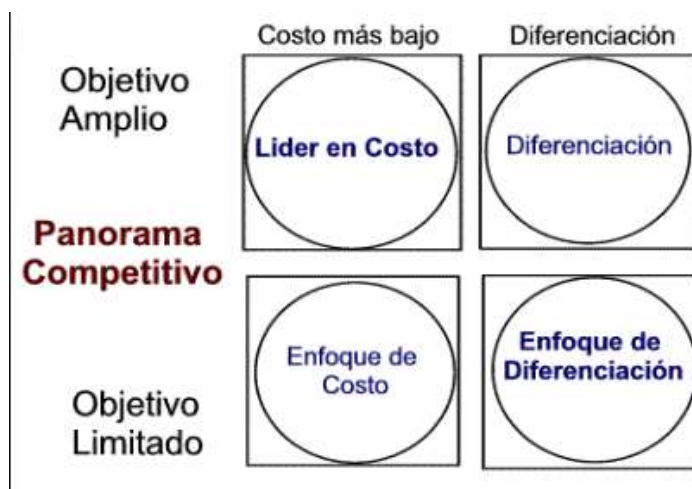 Costo más bajo
Diferenciación
Objetivo
Amplio
Lider en Costo
Diferenciación
Panorama
Competitivo
Enfoque de
Costo
Enfoque de
Diferenciación
Objetivo
Limitado